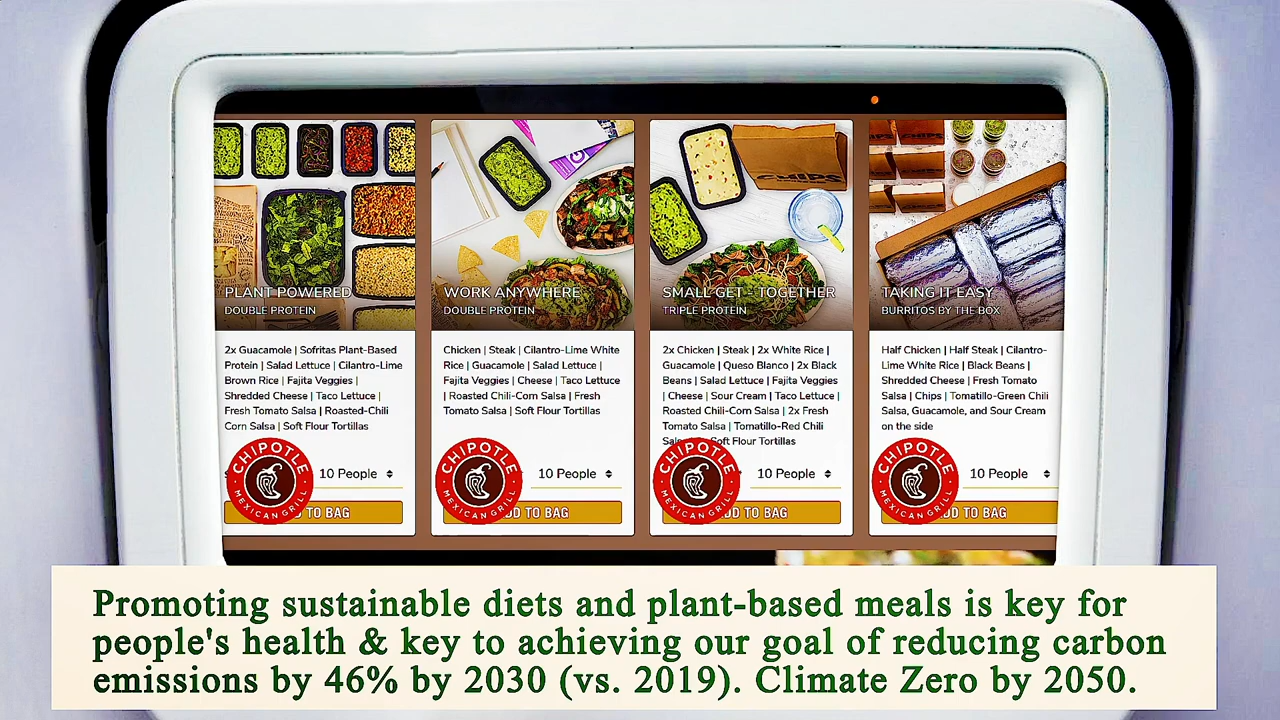 CHIPS
CHIPS
PLANT POWERED
DOUBLE PROTEIN
2x Guacamole | Sofritas Plant-Based
Protein | Salad Lettuce | Cilantro-Lime
Brown Rice | Fajita Veggies |
Shredded Cheese | Taco Lettuce |
Fresh Tomato Salsa | Roasted-Chili
Corn Salsa | Soft Flour Tortillas
CHIPOTLE
MEXICAN GRILL
10 People
D TO BAG
WORK ANYWHERE
DOUBLE PROTEIN
Chicken | Steak | Cilantro-Lime White
Rice | Guacamole | Salad Lettuce |
Fajita Veggies | Cheese | Taco Lettuce
| Roasted Chili-Corn Salsa | Fresh
Tomato Salsa | Soft Flour Tortillas
CHIPOTLE
MEXICAN GRILL
10 People
DD TO BAG
SMALL GET - TOGETHER
TRIPLE PROTEIN
2x Chicken | Steak | 2x White Rice |
Guacamole | Queso Blanco | 2x Black
Beans | Salad Lettuce | Fajita Veggies
| Cheese | Sour Cream | Taco Lettuce |
Roasted Chili-Corn Salsa | 2x Fresh
Tomato Salsa | Tomatillo-Red Chili
Soft Flour Tortillas
CHIPOTLE
MEXICAN GRILL
10 People
DD TO BAG
TAKING IT EASY
BURRITOS BY THE BOX
Half Chicken | Half Steak | Cilantro-
Lime White Rice | Black Beans |
Shredded Cheese | Fresh Tomato
Salsa | Chips | Tomatillo-Green Chili
Salsa, Guacamole, and Sour Cream
on the side
CHIPOTLE
MEXICAN GRILL
10 People
DD TO BAG
Promoting sustainable diets and plant-based meals is key for
people's health & key to achieving our goal of reducing carbon
emissions by 46% by 2030 (vs. 2019). Climate Zero by 2050.